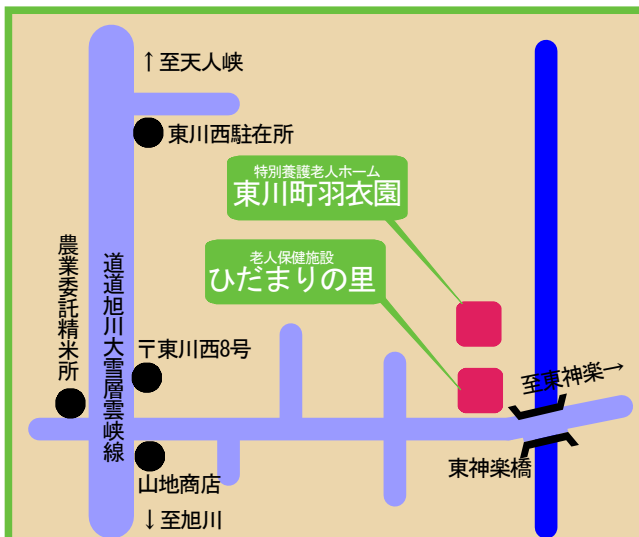 ↑至天人峡
東川西駐在所
特別養護老人ホーム
東川町羽衣園
老人保健施設
ひだまりの里
農業委託精米所
道道旭川大雪層雲峡線
〒東川西8号
至東神楽→
東神楽橋
山地商店
↓至旭川